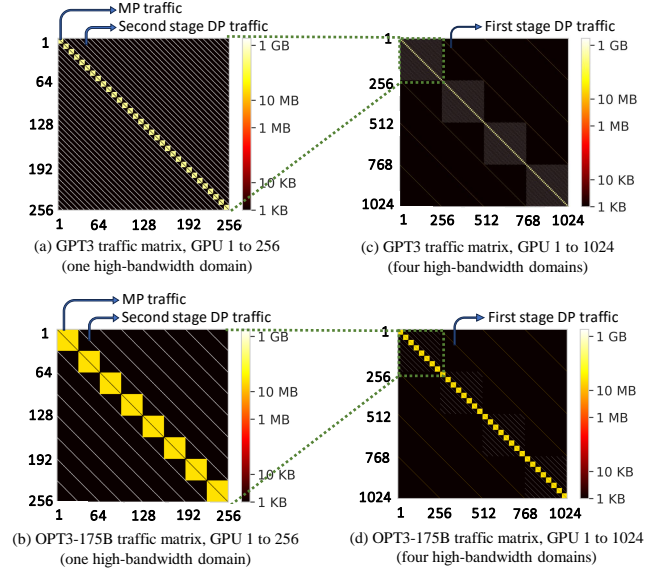 MP traffic
Second stage DP traffic
1
64
128
192
256
1 64 128 192 256
1 GB
10 MB
1 MB
10 KB
1 KB
(a) GPT3 traffic matrix, GPU 1 to 256
(one high-bandwidth domain)
First stage DP traffic
1
256
512
768
1024
1 256 512 768 1024
1 GB
10 MB
1 MB
10 KB
1 KB
(c) GPT3 traffic matrix, GPU 1 to 1024
(four high-bandwidth domains)
MP traffic
Second stage DP traffic
1
64
128
192
256
1 64 128 192 256
1 GB
10 MB
1 MB
10 KB
1 KB
(b) OPT3-175B traffic matrix, GPU 1 to 256
(one high-bandwidth domain)
First stage DP traffic
1
256
512
768
1024
1 256 512 768 1024
1 GB
10 MB
1 MB
10 KB
1 KB
(d) OPT3-175B traffic matrix, GPU 1 to 1024
(four high-bandwidth domains)